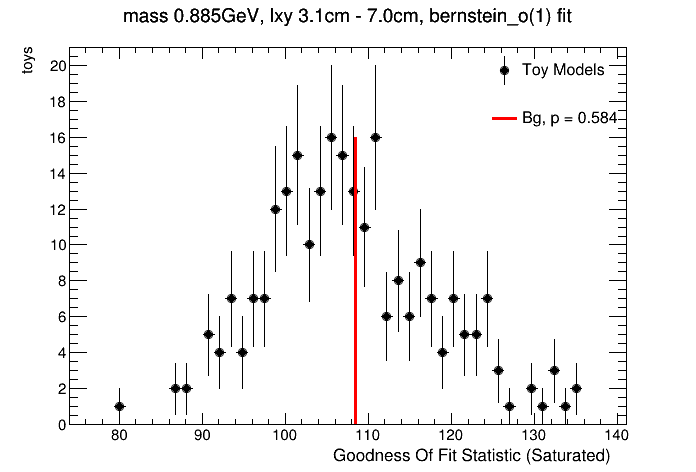 mass 0.885GeV, lxy 3.1cm - 7.0cm, bernstein_o(1) fit
toys
Toy Models
Bg, p = 0.584
20
18
16
14
12
10
8
6
4
2
0
80 90 100 110 120 130 140
Goodness Of Fit Statistic (Saturated)